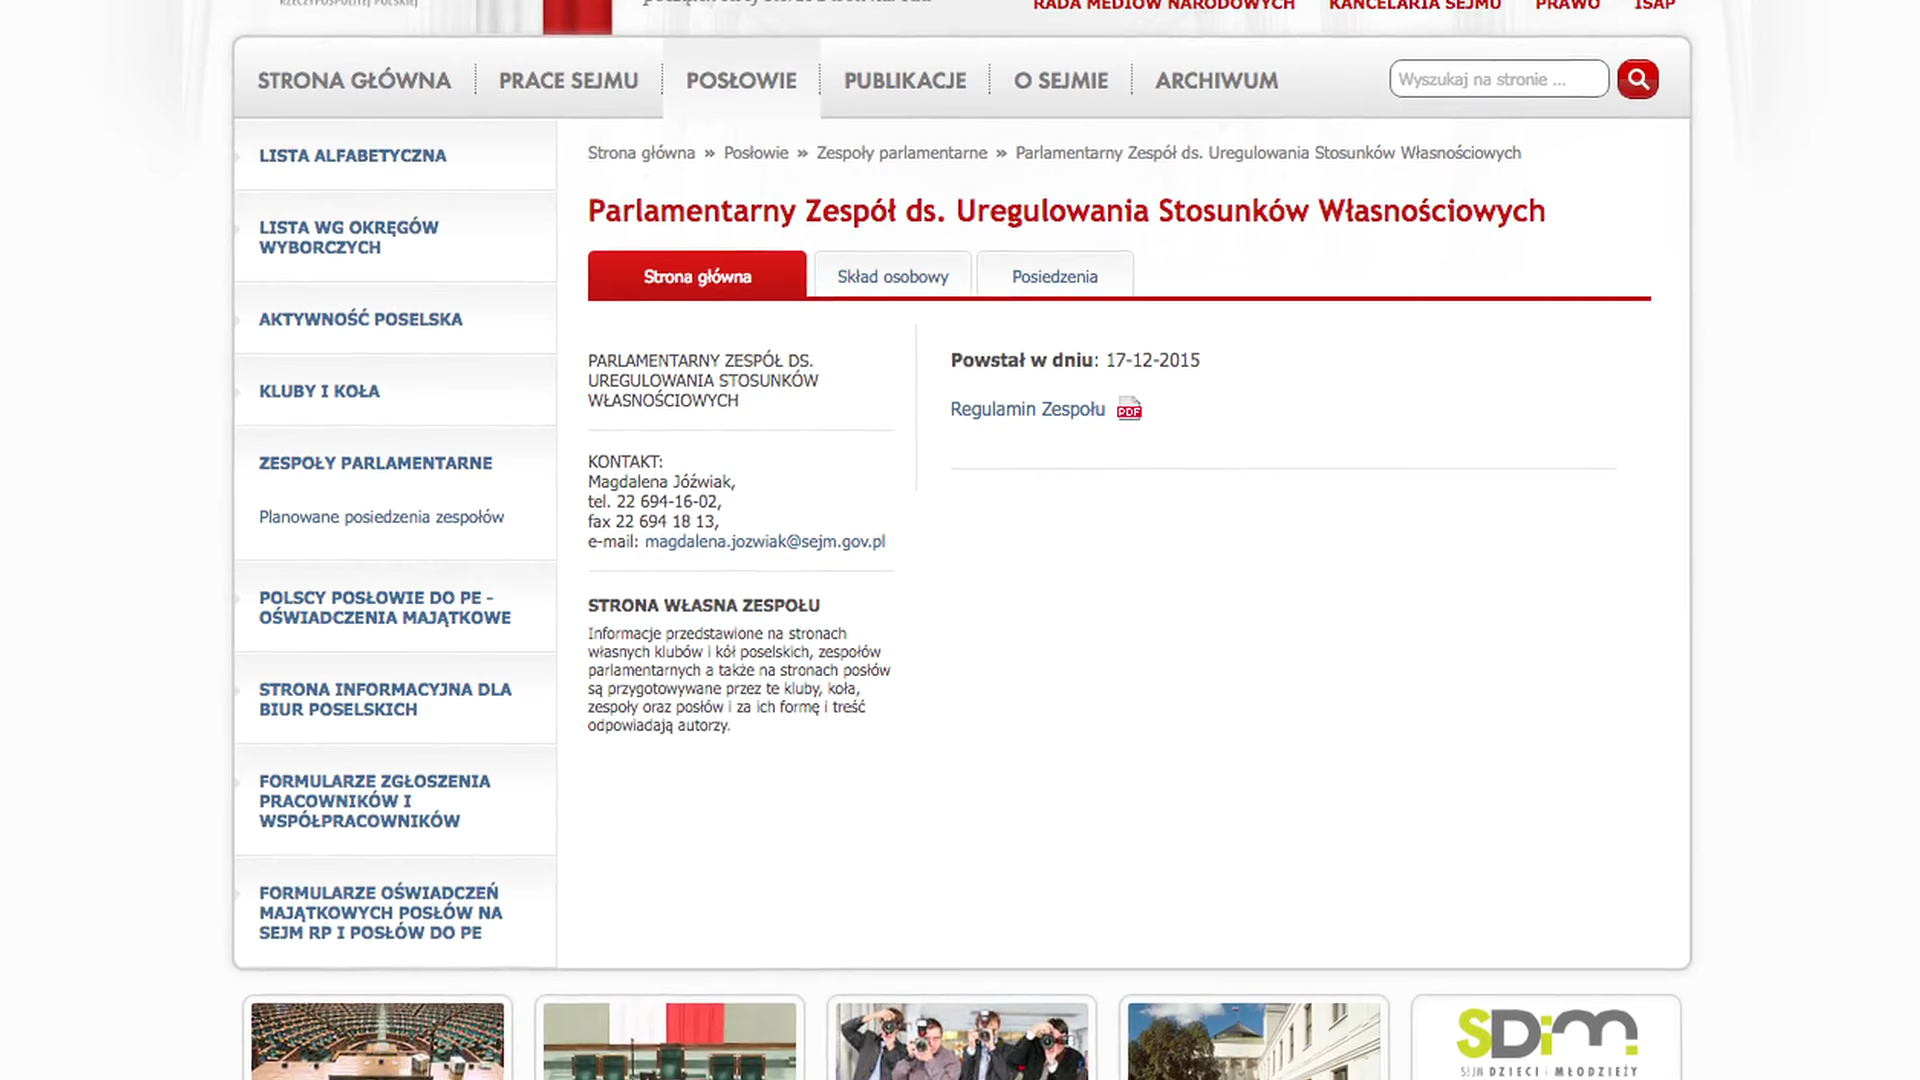 RZECZYPOSPOLITEJ POLSKIEJ
RADA MEDIÓW NARODOWYCH KANCELARIA SEJMU PRAWO ISAP
STRONA GŁÓWNA PRACE SEJMU POSŁOWIE PUBLIKACJE O SEJMIE ARCHIWUM Wyszukaj na stronie ...
LISTA ALFABETYCZNA
LISTA WG OKRĘGÓW
WYBORCZYCH
AKTYWNOŚĆ POSELSKA
KLUBY I KOŁA
ZESPOŁY PARLAMENTARNE
Planowane posiedzenia zespołów
POLSCY POSŁOWIE DO PE -
OŚWIADCZENIA MAJĄTKOWE
STRONA INFORMACYJNA DLA
BIUR POSELSKICH
FORMULARZE ZGŁOSZENIA
PRACOWNIKÓW I
WSPÓŁPRACOWNIKÓW
FORMULARZE OŚWIADCZEŃ
MAJĄTKOWYCH POSŁÓW NA
SEJM RP I POSŁÓW DO PE
Strona główna » Posłowie » Zespoły parlamentarne » Parlamentarny Zespół ds. Uregulowania Stosunków Własnościowych
Parlamentarny Zespół ds. Uregulowania Stosunków Własnościowych
Strona główna Skład osobowy Posiedzenia
PARLAMENTARNY ZESPÓŁ DS.
UREGULOWANIA STOSUNKÓW
WŁASNOŚCIOWYCH
KONTAKT:
Magdalena Jóźwiak,
tel. 22 694-16-02,
fax 22 694 18 13,
e-mail: magdalena.jozwiak@sejm.gov.pl
STRONA WŁASNA ZESPOŁU
Informacje przedstawione na stronach
własnych klubów i kół poselskich, zespołów
parlamentarnych a także na stronach posłów
są przygotowywane przez te kluby, koła,
zespoły oraz posłów i za ich formę i treść
odpowiadają autorzy.
Powstał w dniu: 17-12-2015
Regulamin Zespołu PDF
SDiM
SEJM DZIECI i MŁODZIEŻY